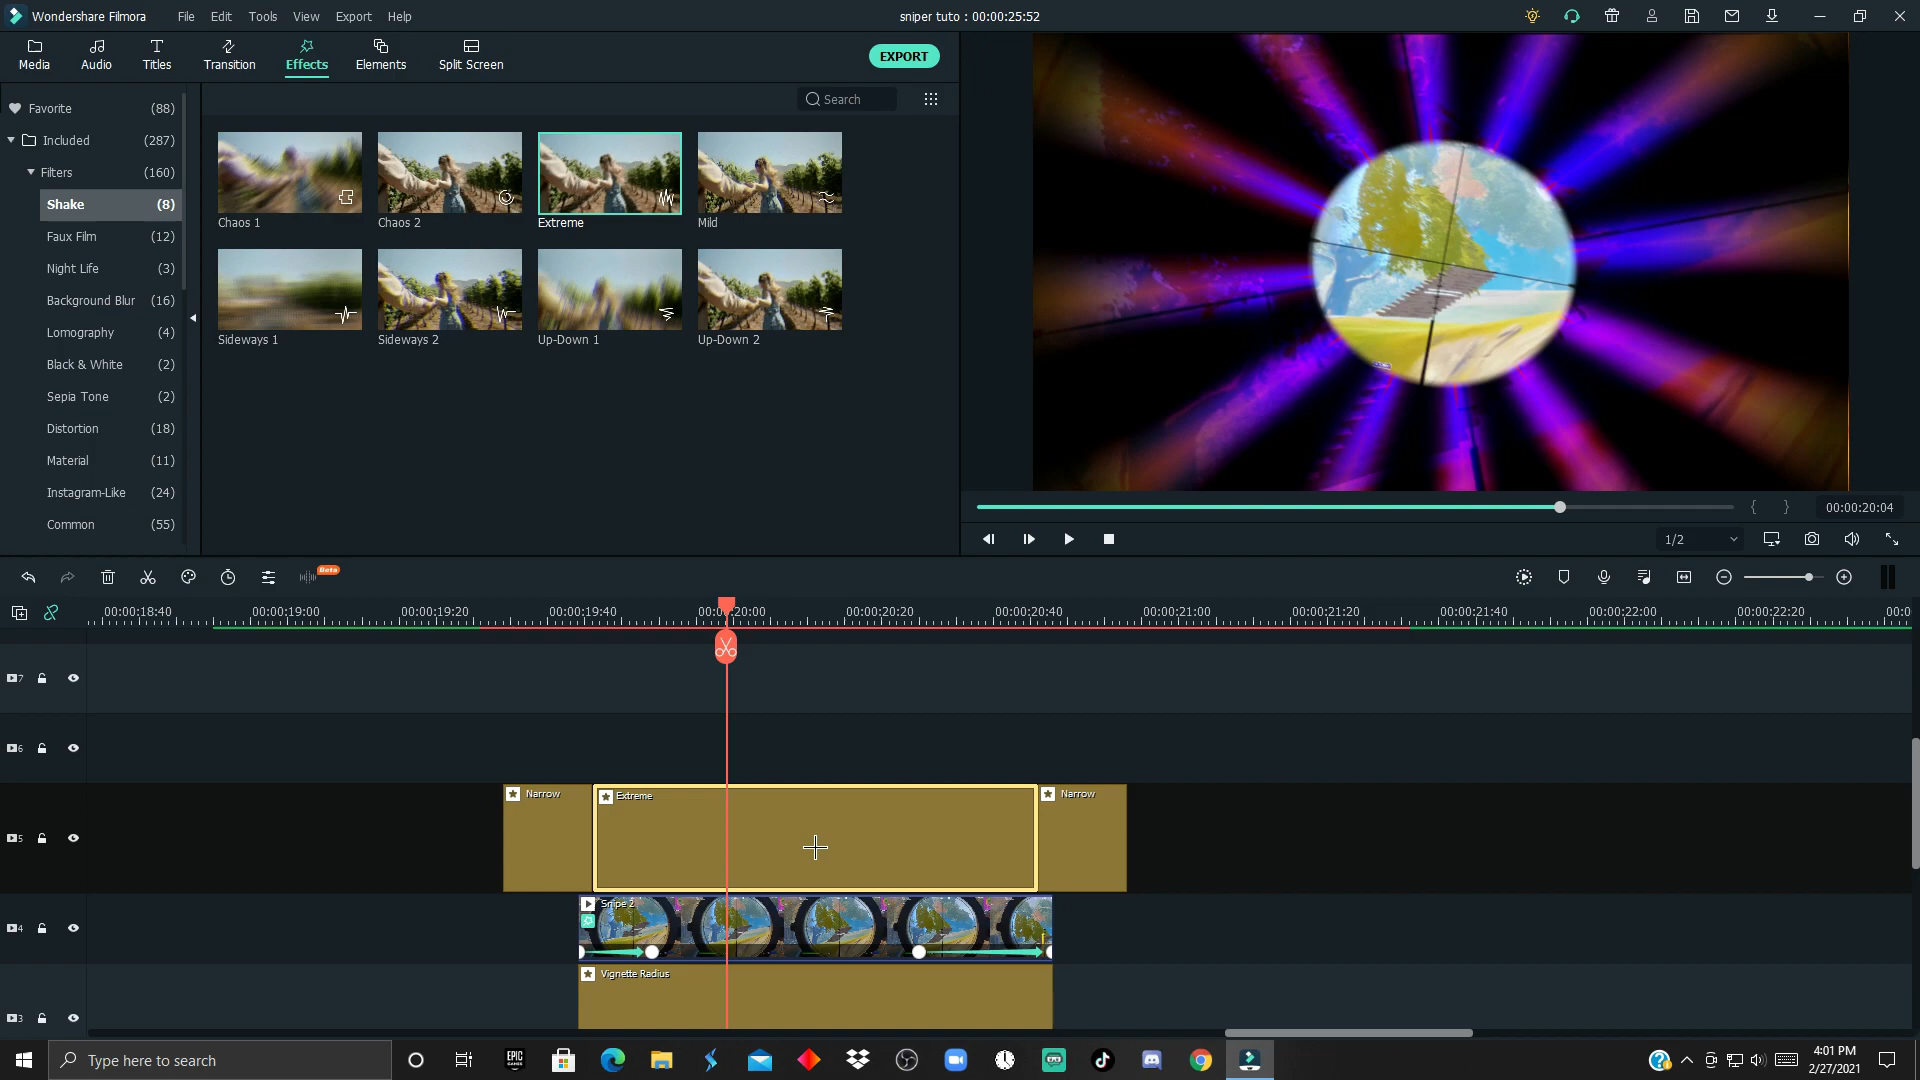 Wondershare Filmora
File
Edit
Tools
View
Export
Help
sniper tuto : 00:00:25:52
Media
Audio
Titles
Transition
Effects
Elements
Split Screen
EXPORT
Favorite (88)
Included (287)
Filters (160)
Shake (8)
Faux Film (12)
Night Life (3)
Background Blur (16)
Lomography (4)
Black & White (2)
Sepia Tone (2)
Distortion (18)
Material (11)
Instagram-Like (24)
Common (55)
Search
Chaos 1
Chaos 2
Extreme
Mild
Sideways 1
Sideways 2
Up-Down 1
Up-Down 2
{ } 00:00:20:04
1/2
Beta
00:00:18:40
00:00:19:00
00:00:19:20
00:00:19:40
00:00:20:20
00:00:20:40
00:00:21:00
00:00:21:20
00:00:21:40
00:00:22:00
00:00:22:20
7
6
5
4
3
Narrow
Extreme
Narrow
Snipe 2
Vignette Radius
Type here to search
EPIC
GAMES
4:01 PM
2/27/2021